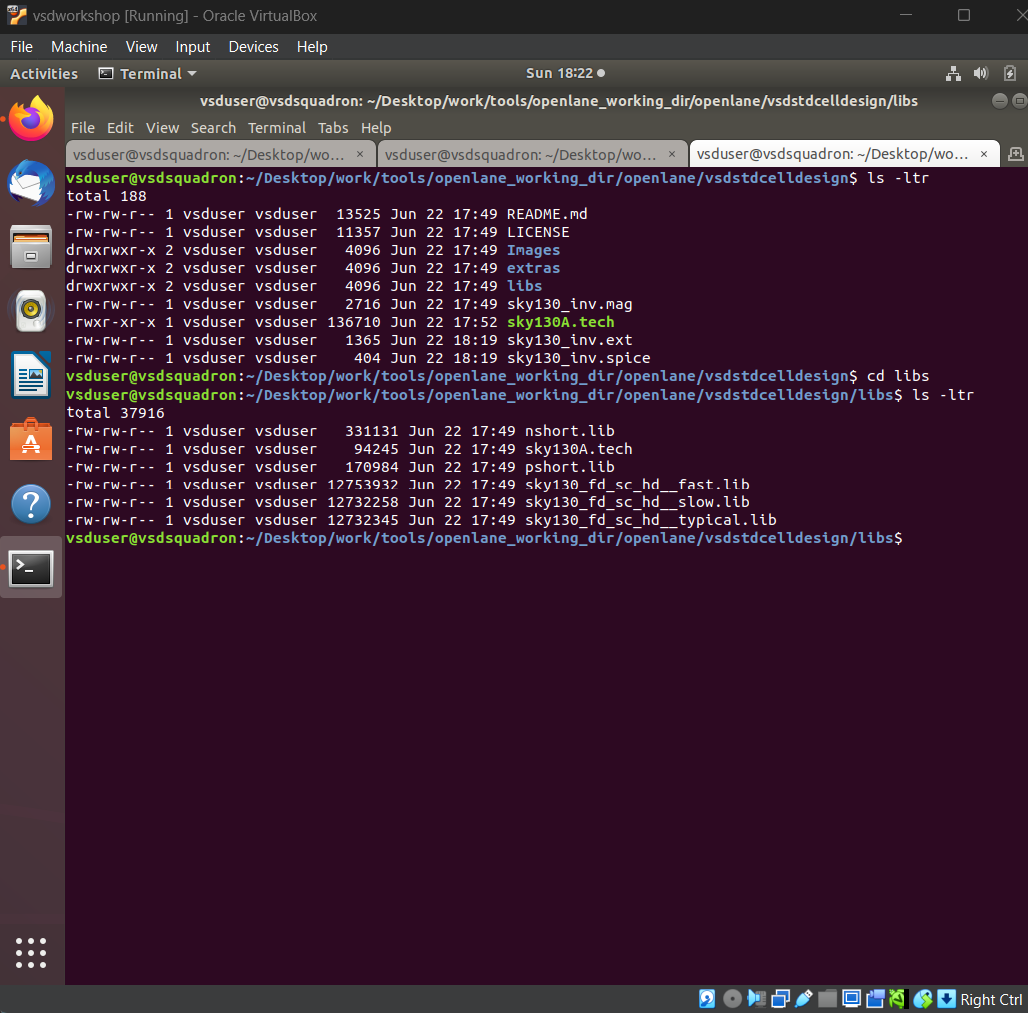 vsdworkshop [Running] - Oracle VirtualBox
File Machine View Input Devices Help
Activities Terminal Sun 18:22
vsduser@vsdsquadron: ~/Desktop/work/tools/openlane_working_dir/openlane/vsdstdcelldesign/libs
File Edit View Search Terminal Tabs Help
vsduser@vsdsquadron: ~/Desktop/wo... × vsduser@vsdsquadron: ~/Desktop/wo... × vsduser@vsdsquadron: ~/Desktop/wo... ×
vsduser@vsdsquadron:~/Desktop/work/tools/openlane_working_dir/openlane/vsdstdcelldesign$ ls -ltr
total 188
-rw-rw-r-- 1 vsduser vsduser  13525 Jun 22 17:49 README.md
-rw-rw-r-- 1 vsduser vsduser  11357 Jun 22 17:49 LICENSE
drwxrwxr-x 2 vsduser vsduser   4096 Jun 22 17:49 Images
drwxrwxr-x 2 vsduser vsduser   4096 Jun 22 17:49 extras
drwxrwxr-x 2 vsduser vsduser   4096 Jun 22 17:49 libs
-rw-rw-r-- 1 vsduser vsduser   2716 Jun 22 17:49 sky130_inv.mag
-rwxr-xr-x 1 vsduser vsduser 136710 Jun 22 17:52 sky130A.tech
-rw-rw-r-- 1 vsduser vsduser   1365 Jun 22 18:19 sky130_inv.ext
-rw-rw-r-- 1 vsduser vsduser    404 Jun 22 18:19 sky130_inv.spice
vsduser@vsdsquadron:~/Desktop/work/tools/openlane_working_dir/openlane/vsdstdcelldesign$ cd libs
vsduser@vsdsquadron:~/Desktop/work/tools/openlane_working_dir/openlane/vsdstdcelldesign/libs$ ls -ltr
total 37916
-rw-rw-r-- 1 vsduser vsduser   331131 Jun 22 17:49 nshort.lib
-rw-rw-r-- 1 vsduser vsduser    94245 Jun 22 17:49 sky130A.tech
-rw-rw-r-- 1 vsduser vsduser   170984 Jun 22 17:49 pshort.lib
-rw-rw-r-- 1 vsduser vsduser 12753932 Jun 22 17:49 sky130_fd_sc_hd__fast.lib
-rw-rw-r-- 1 vsduser vsduser 12732258 Jun 22 17:49 sky130_fd_sc_hd__slow.lib
-rw-rw-r-- 1 vsduser vsduser 12732345 Jun 22 17:49 sky130_fd_sc_hd__typical.lib
vsduser@vsdsquadron:~/Desktop/work/tools/openlane_working_dir/openlane/vsdstdcelldesign/libs$
Right Ctrl